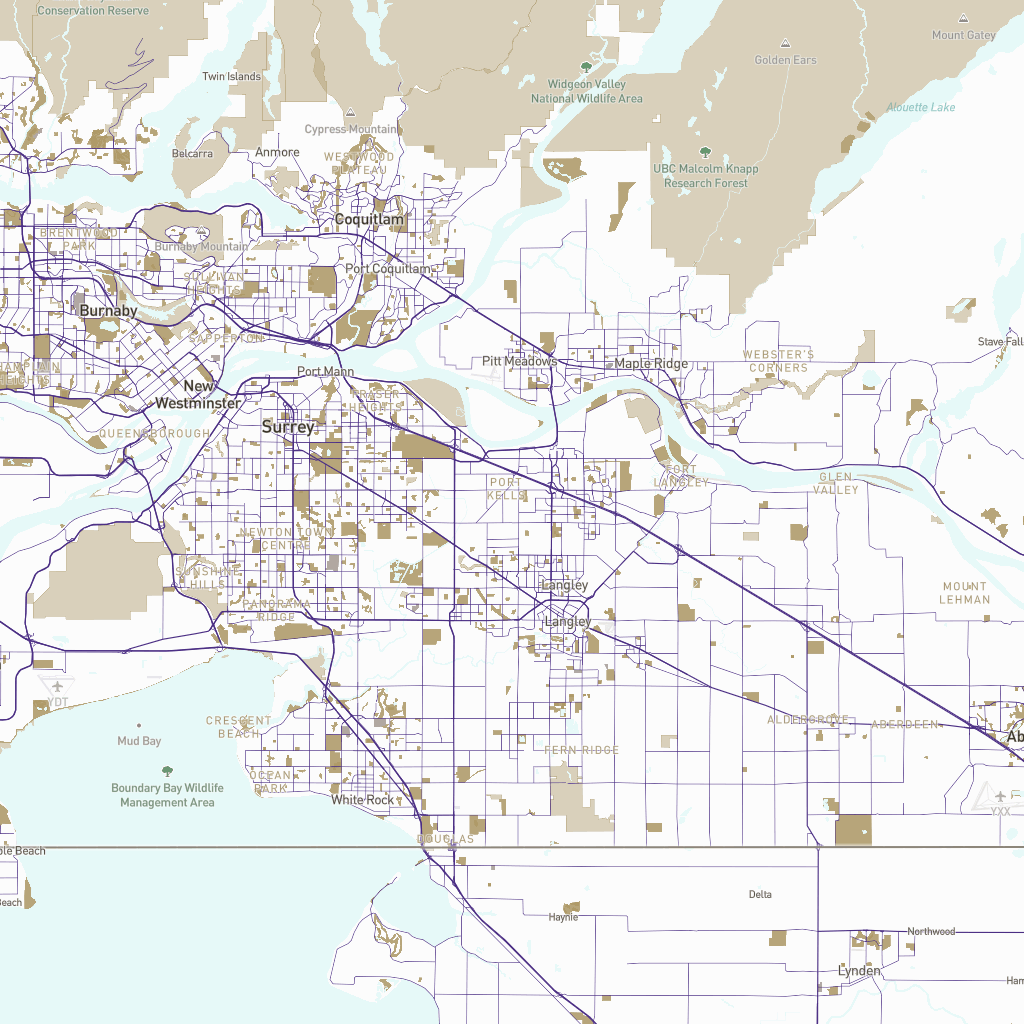 Conservation Reserve
Mount Gatey
Golden Ears
Twin Islands
Widgeon Valley
National Wildlife Area
Alouette Lake
Cypress Mountain
Belcarra
Anmore
WESTWOOD
PLATEAU
UBC Malcolm Knapp
Research Forest
Coquitlam
BRENTWOOD
PARK
Burnaby Mountain
Port Coquitlam
SULLIVAN
HEIGHTS
Burnaby
SAPPERTON
Stave Fall
Pitt Meadows
Maple Ridge
WEBSTER'S
CORNERS
HAMPLAIN
HEIGHTS
Port Mann
New
Westminster
FRASER
HEIGHTS
Surrey
QUEENSBOROUGH
PORT
KELLS
FORT
LANGLEY
GLEN
VALLEY
NEWTON TOWN
CENTRE
SUNSHINE
HILLS
Langley
MOUNT
LEHMAN
PANORAMA
RIDGE
Langley
YDT
CRESCENT
BEACH
ALDERGROVE
ABERDEEN
Mud Bay
Ab
FERN RIDGE
OCEAN
PARK
Boundary Bay Wildlife
Management Area
White Rock
YXX
DOUGLAS
ple Beach
Delta
Beach
Haynie
Northwood
Lynden
Harr